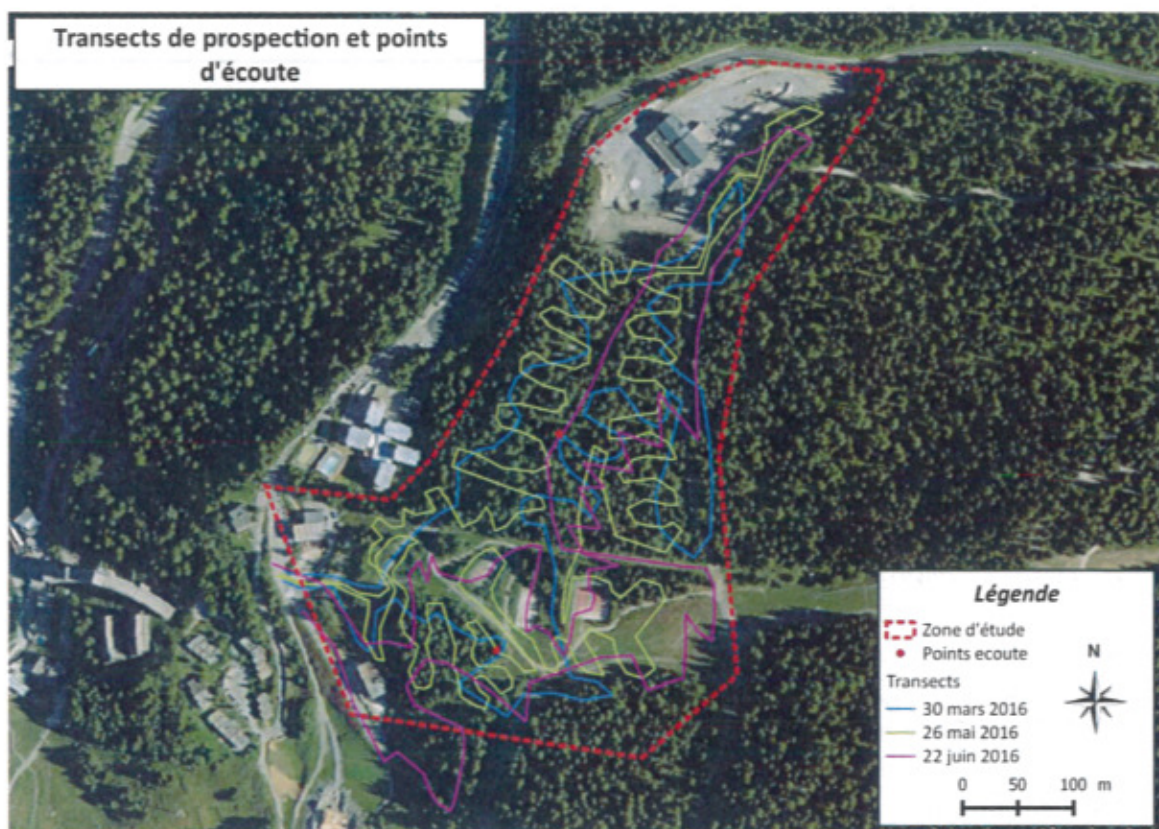 Transects de prospection et points
d'écoute
Légende
Zone d'étude
Points ecoute
N
Transects
30 mars 2016
26 mai 2016
22 juin 2016
0 50 100 m